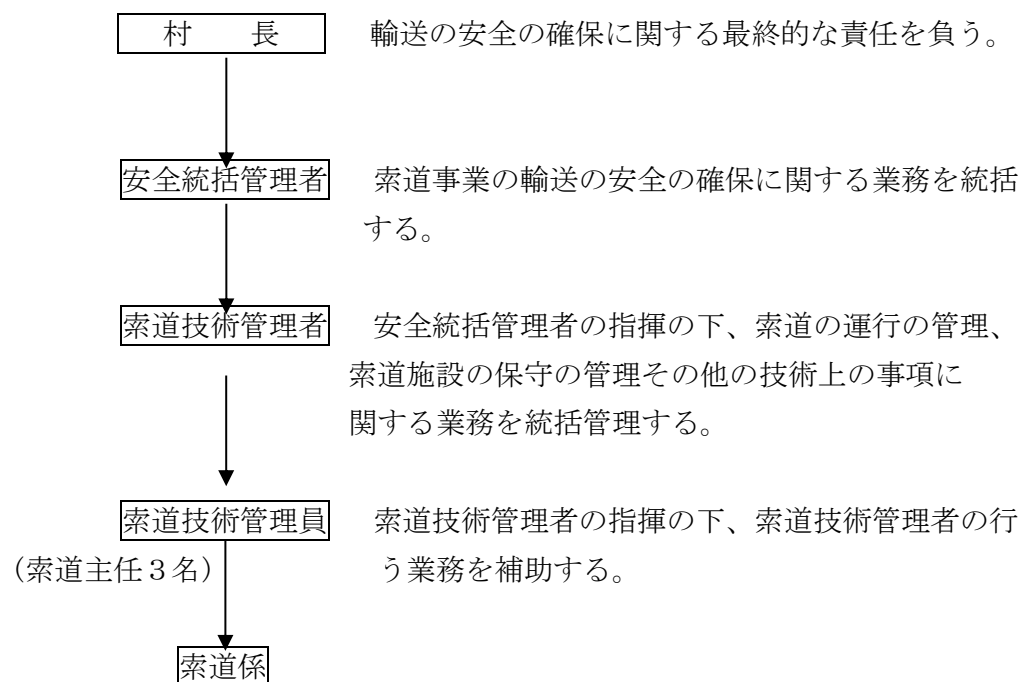 村　　長　輸送の安全の確保に関する最終的な責任を負う。
安全統括管理者　索道事業の輸送の安全の確保に関する業務を統括
する。
索道技術管理者　安全統括管理者の指揮の下、索道の運行の管理、
索道施設の保守の管理その他の技術上の事項に
関する業務を統括管理する。
索道技術管理員　索道技術管理者の指揮の下、索道技術管理者の行
（索道主任３名）　う業務を補助する。
索道係